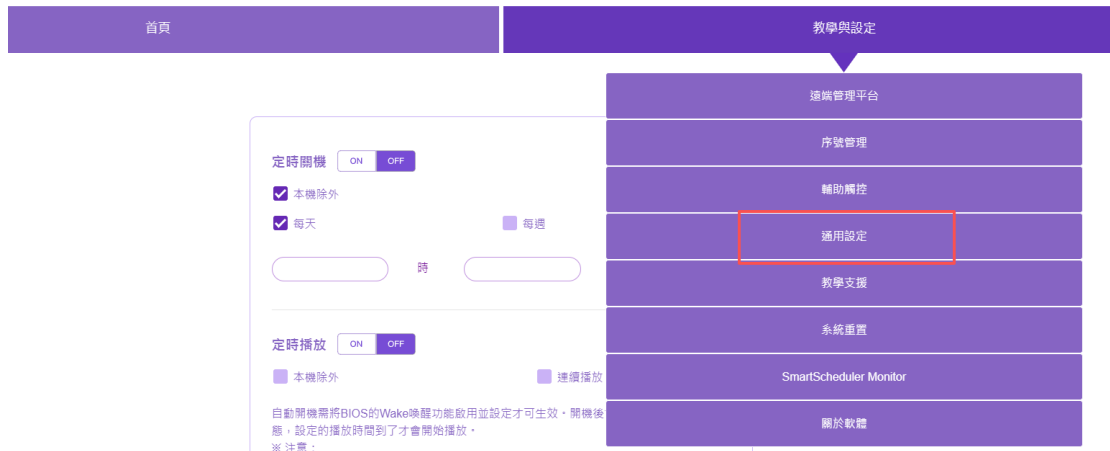 首頁
教學與設定
遠端管理平台
序號管理
輔助觸控
通用設定
教學支援
系統重置
SmartScheduler Monitor
關於軟體
定時關機 ON OFF
本機除外
每天 每週
時
定時播放 ON OFF
本機除外 連續播放
自動開機需將BIOS的Wake喚醒功能啟用並設定才可生效。開機後
態，設定的播放時間到了才會開始播放。
※ 注意：